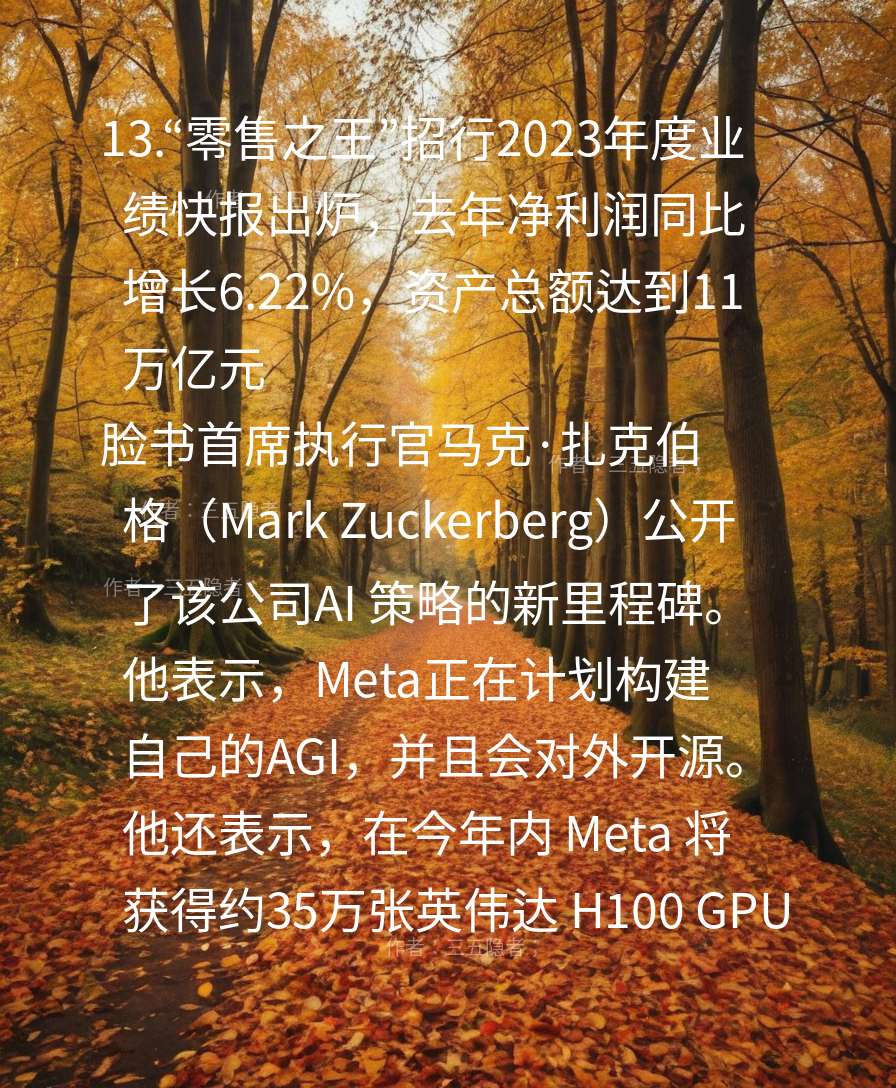 13.“零售之王”招行2023年度业
绩快报出炉，去年净利润同比
增长6.22%，资产总额达到11
万亿元
脸书首席执行官马克·扎克伯
格（Mark Zuckerberg）公开
了该公司AI 策略的新里程碑。
他表示，Meta正在计划构建
自己的AGI，并且会对外开源。
他还表示，在今年内 Meta 将
获得约35万张英伟达 H100 GPU
作者：三五隐者；
作者：三五隐者；
作者：三五隐者
作者：三五隐者
作者：三五隐者；